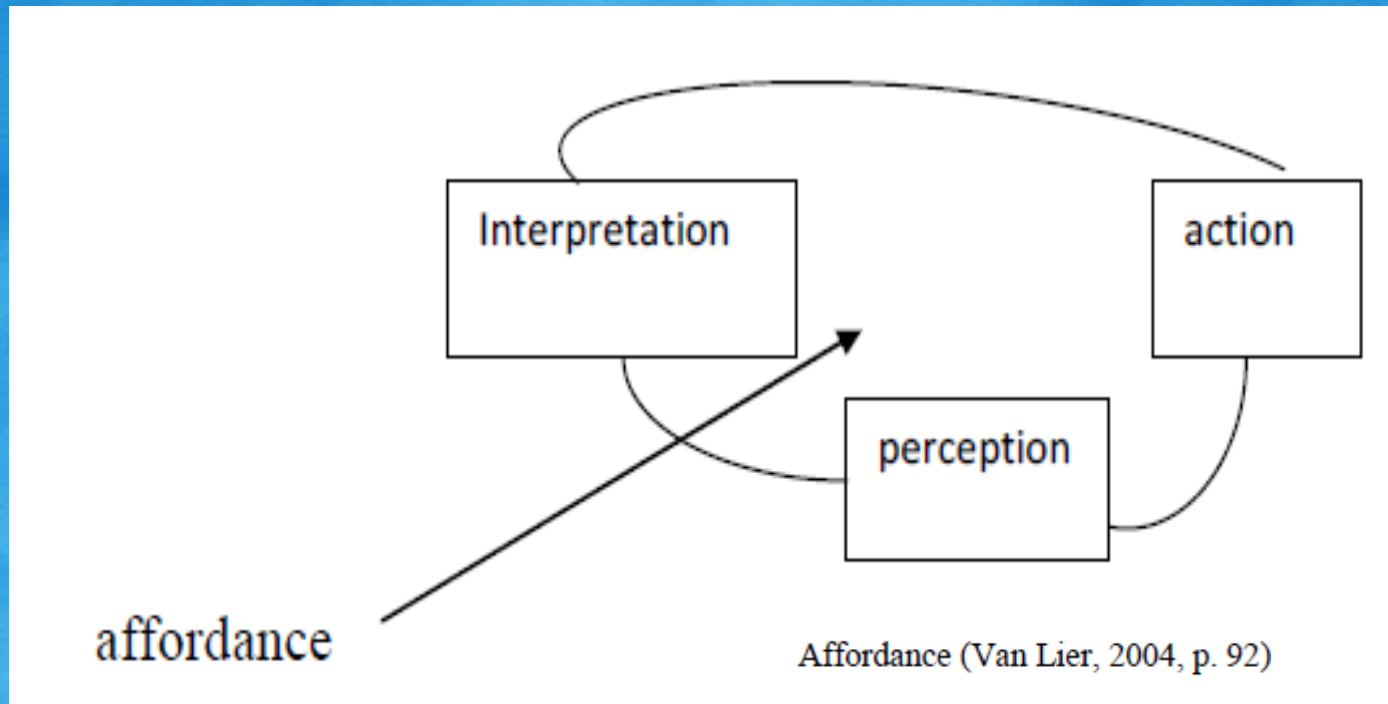 Interpretation
action
perception
affordance
Affordance (Van Lier, 2004, p. 92)